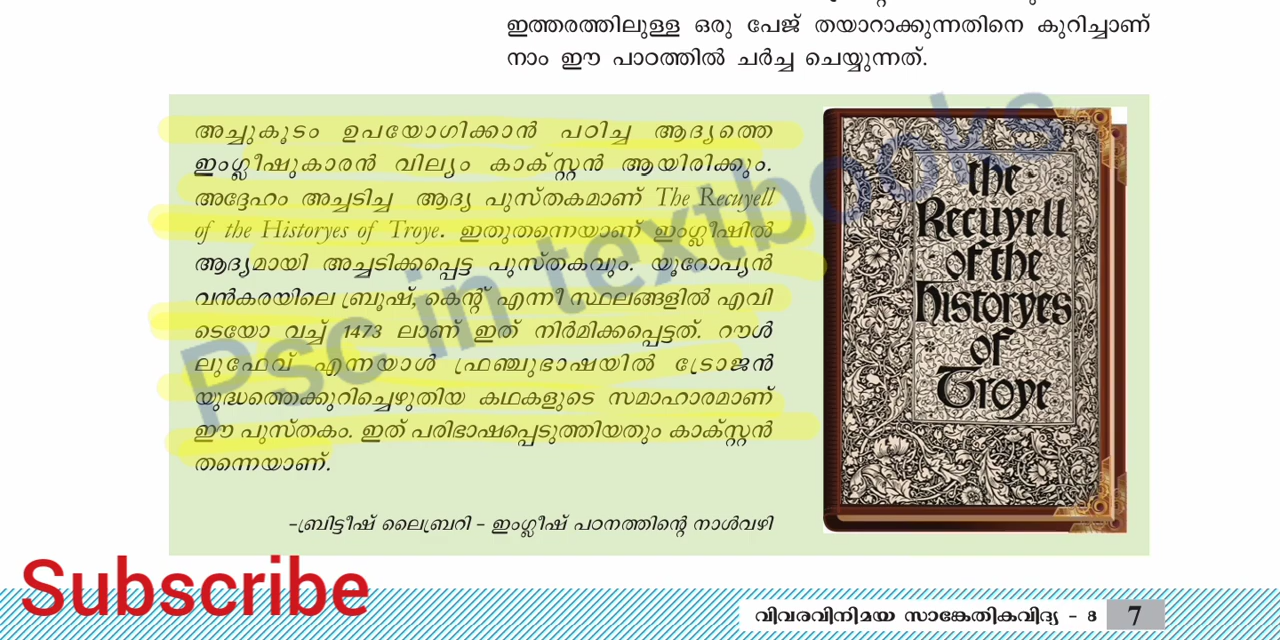 ഇത്തരത്തിലുള്ള ഒരു പേജ് തയാറാക്കുന്നതിനെ കുറിച്ചാണ്
നാം ഈ പാഠത്തിൽ ചർച്ച ചെയ്യുന്നത്.
അച്ചുകൂടം ഉപയോഗിക്കാൻ പഠിച്ച ആദ്യത്തെ
ഇംഗ്ലീഷുകാരൻ വില്യം കാക്സ്റ്റൻ ആയിരിക്കും.
അദ്ദേഹം അച്ചടിച്ച ആദ്യ പുസ്തകമാണ് The Recuyell
of the Historyes of Troye. ഇതുതന്നെയാണ് ഇംഗ്ലീഷിൽ
ആദ്യമായി അച്ചടിക്കപ്പെട്ട പുസ്തകവും. യൂറോപ്യൻ
വൻകരയിലെ ബ്രൂഷ്, കെന്റ് എന്നീ സ്ഥലങ്ങളിൽ എവി
ടെയോ വച്ച് 1473 ലാണ് ഇത് നിർമിക്കപ്പെട്ടത്. റൗൾ
ലുഫേവ് എന്നയാൾ ഫ്രഞ്ചുഭാഷയിൽ ട്രോജൻ
യുദ്ധത്തെക്കുറിച്ചെഴുതിയ കഥകളുടെ സമാഹാരമാണ്
ഈ പുസ്തകം. ഇത് പരിഭാഷപ്പെടുത്തിയതും കാക്സ്റ്റൻ
തന്നെയാണ്.
-ബ്രിട്ടീഷ് ലൈബ്രറി - ഇംഗ്ലീഷ് പഠനത്തിന്റെ നാൾവഴി
the
Recuyell
of the
historyes
of
Troye
Psc in textbooks
Subscribe
വിവരവിനിമയ സാങ്കേതികവിദ്യ - 8 7